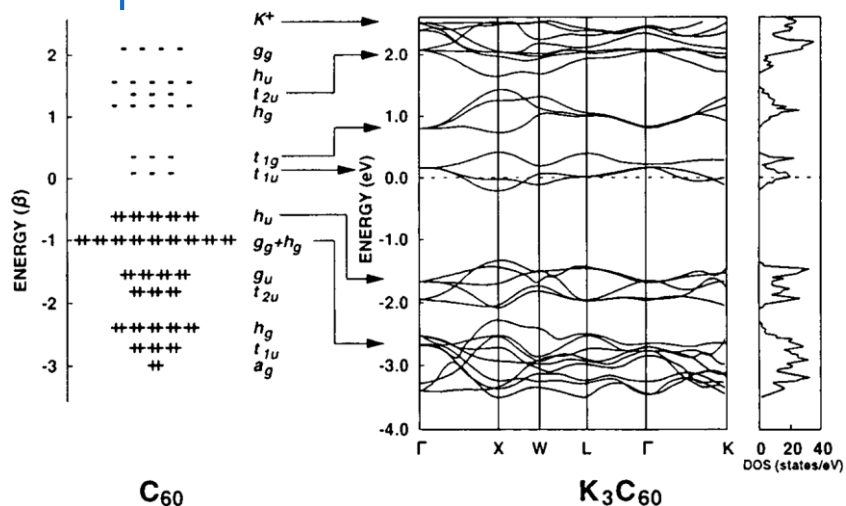 ENERGY (β)
2
1
0
-1
-2
-3
K+
gg
hu
t2u
hg
t1g
t1u
hu
gg+hg
gu
t2u
hg
t1u
ag
C60
ENERGY (eV)
2.0
1.0
0.0
-1.0
-2.0
-3.0
-4.0
Γ X W L Γ K
K3C60
0 20 40
DOS (states/eV)